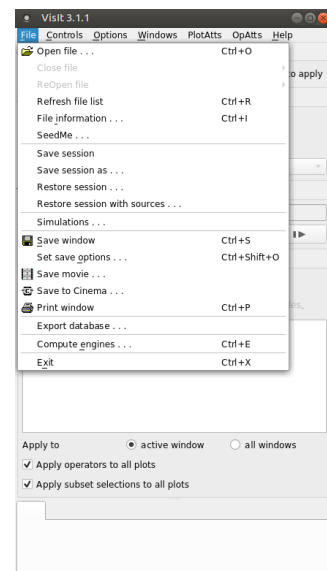 VisIt 3.1.1
File Controls Options Windows PlotAtts OpAtts Help
Open file . . . Ctrl+O
Close file
to apply
ReOpen file
Refresh file list Ctrl+R
File information . . . Ctrl+I
SeedMe . . .
Save session
Save session as . . .
Restore session . . .
Restore session with sources . . .
Simulations . . .
Save window Ctrl+S
Set save options . . . Ctrl+Shift+O
Save movie . . .
Save to Cinema . . .
Print window Ctrl+P
Export database . . .
Compute engines . . . Ctrl+E
Exit Ctrl+X
Apply to active window all windows
Apply operators to all plots
Apply subset selections to all plots